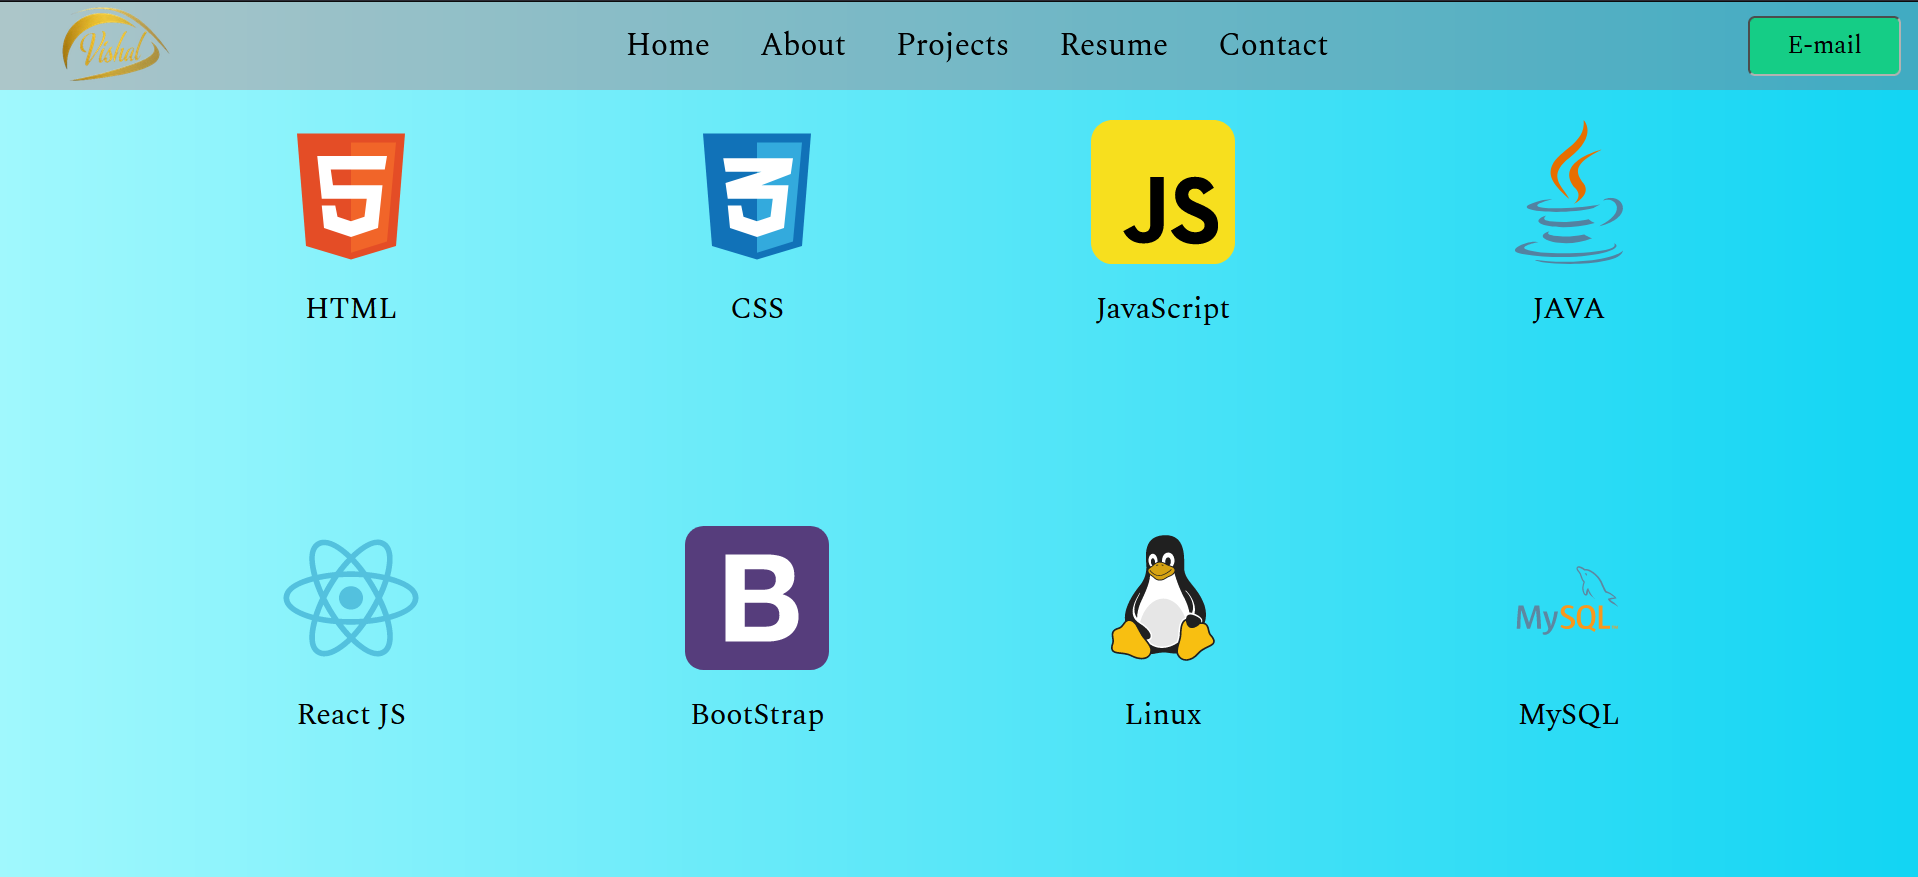 Vishal
Home About Projects Resume Contact
E-mail
5
3
JS
HTML
CSS
JavaScript
JAVA
B
MySQL
React JS
BootStrap
Linux
MySQL